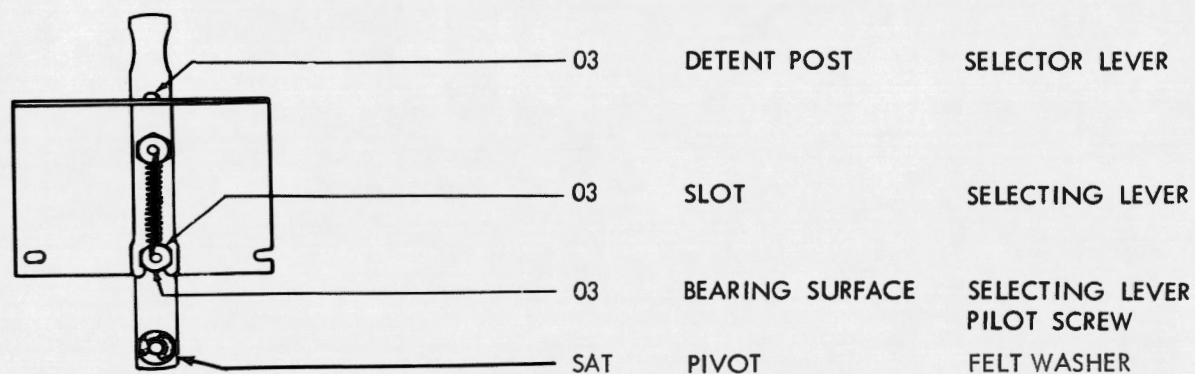 03 DETENT POST SELECTOR LEVER
03 SLOT SELECTING LEVER
03 BEARING SURFACE SELECTING LEVER
PILOT SCREW
SAT PIVOT FELT WASHER